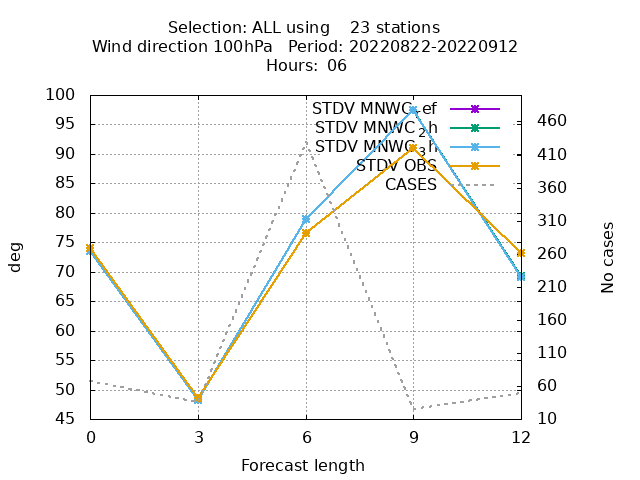 Selection: ALL using 23 stations
Wind direction 100hPa Period: 20220822-20220912
Hours: 06
STDV MNWC_ref
STDV MNWC_2h
STDV MNWC_3h
STDV OBS
CASES
100
95
90
85
80
75
70
65
60
55
50
45
deg
460
410
360
310
260
210
160
110
60
10
No cases
0 3 6 9 12
Forecast length